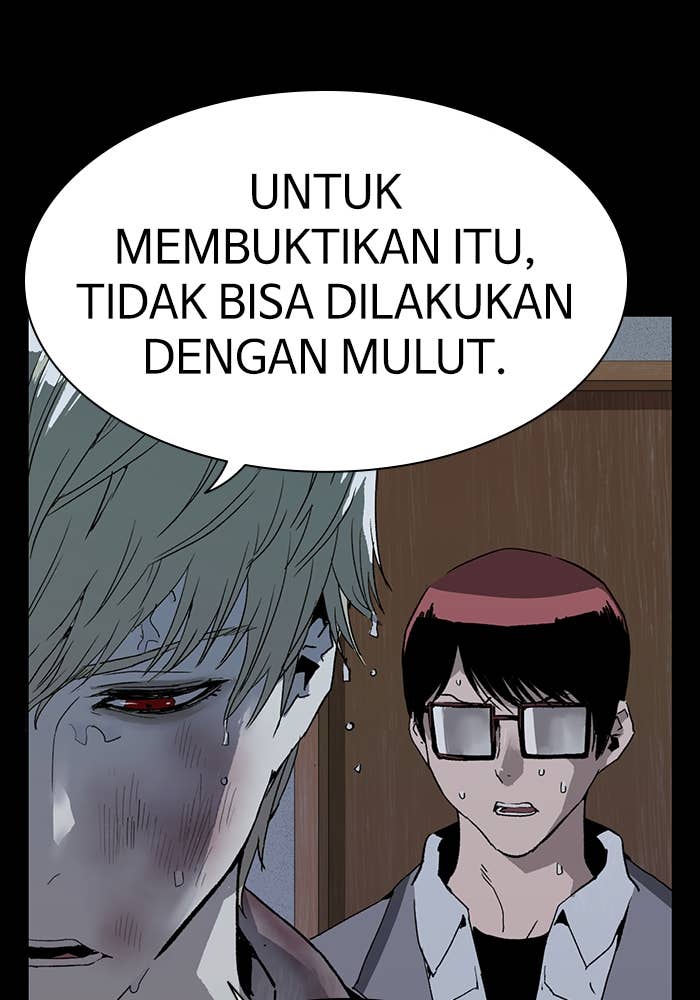 UNTUK
MEMBUKTIKAN ITU,
TIDAK BISA DILAKUKAN
DENGAN MULUT.